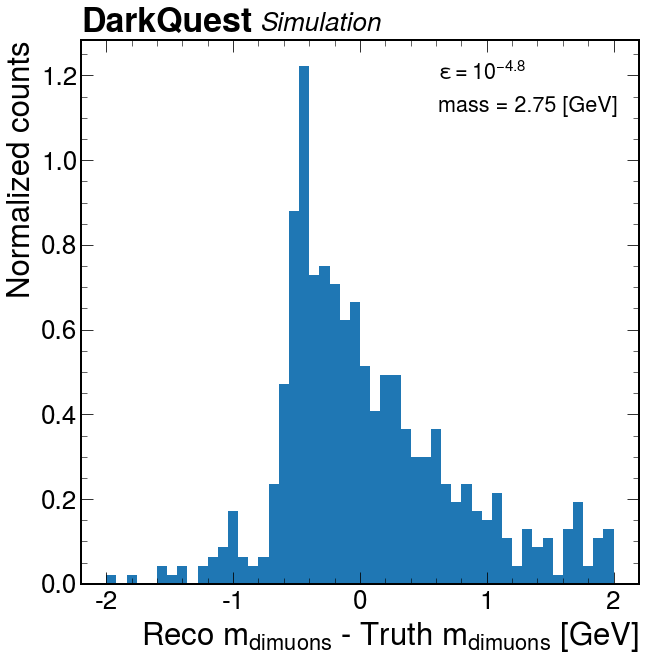 DarkQuest Simulation
ε = 10⁻⁴·⁸
mass = 2.75 [GeV]
Normalized counts
1.2
1.0
0.8
0.6
0.4
0.2
0.0
-2 -1 0 1 2
Reco m_dimuons - Truth m_dimuons [GeV]